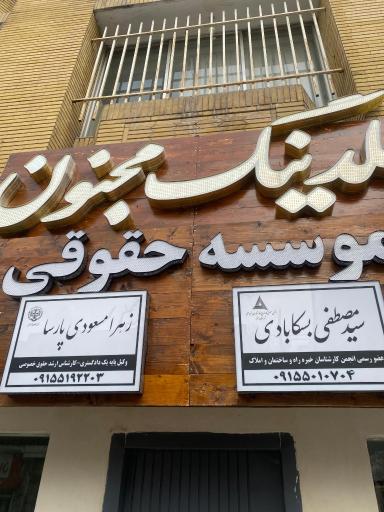 لدینگ مجنون
موسسه حقوقی
سید مصطفی بسکابادی
عضو رسمی انجمن کارشناسان خبره راه و ساختمان و املاک
۰۹۱۵۵۰۱۰۷۰۴
زهرا مسعودی پارسا
وکیل پایه یک دادگستری-کارشناس ارشد حقوق خصوصی
۰۹۱۵۵۱۹۲۲۰۳